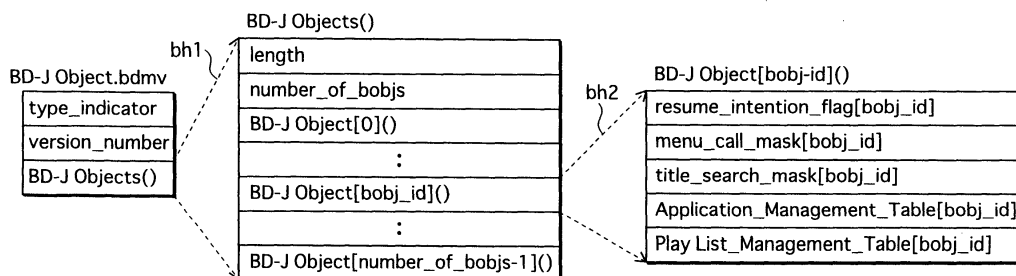 BD-J Object.bdmv
type_indicator
version_number
BD-J Objects()
bh1
BD-J Objects()
length
number_of_bobjs
BD-J Object[0]()
:
BD-J Object[bobj_id]()
:
BD-J Object[number_of_bobjs-1]()
bh2
BD-J Object[bobj-id]()
resume_intention_flag[bobj_id]
menu_call_mask[bobj_id]
title_search_mask[bobj_id]
Application_Management_Table[bobj_id]
Play List_Management_Table[bobj_id]